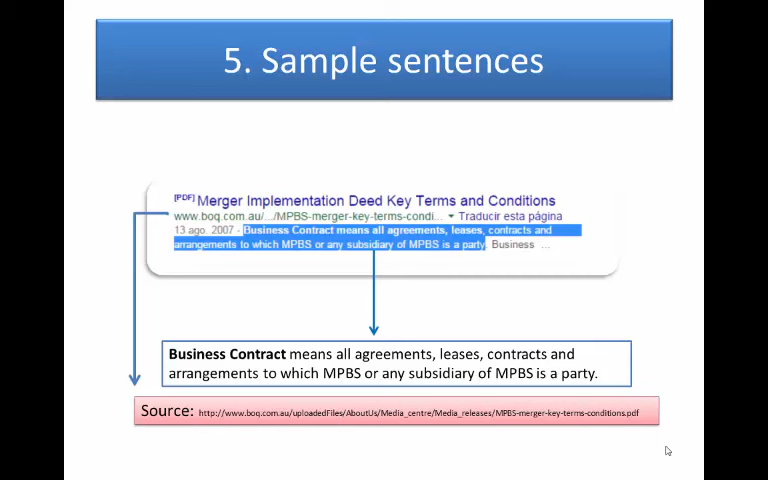 5. Sample sentences
[PDF] Merger Implementation Deed Key Terms and Conditions
www.boq.com.au/.../MPBS-merger-key-terms-condi... Traducir esta página
13 ago. 2007 - Business Contract means all agreements, leases, contracts and
arrangements to which MPBS or any subsidiary of MPBS is a party. Business ...
Business Contract means all agreements, leases, contracts and
arrangements to which MPBS or any subsidiary of MPBS is a party.
Source: http://www.boq.com.au/uploadedFiles/AboutUs/Media_centre/Media_releases/MPBS-merger-key-terms-conditions.pdf